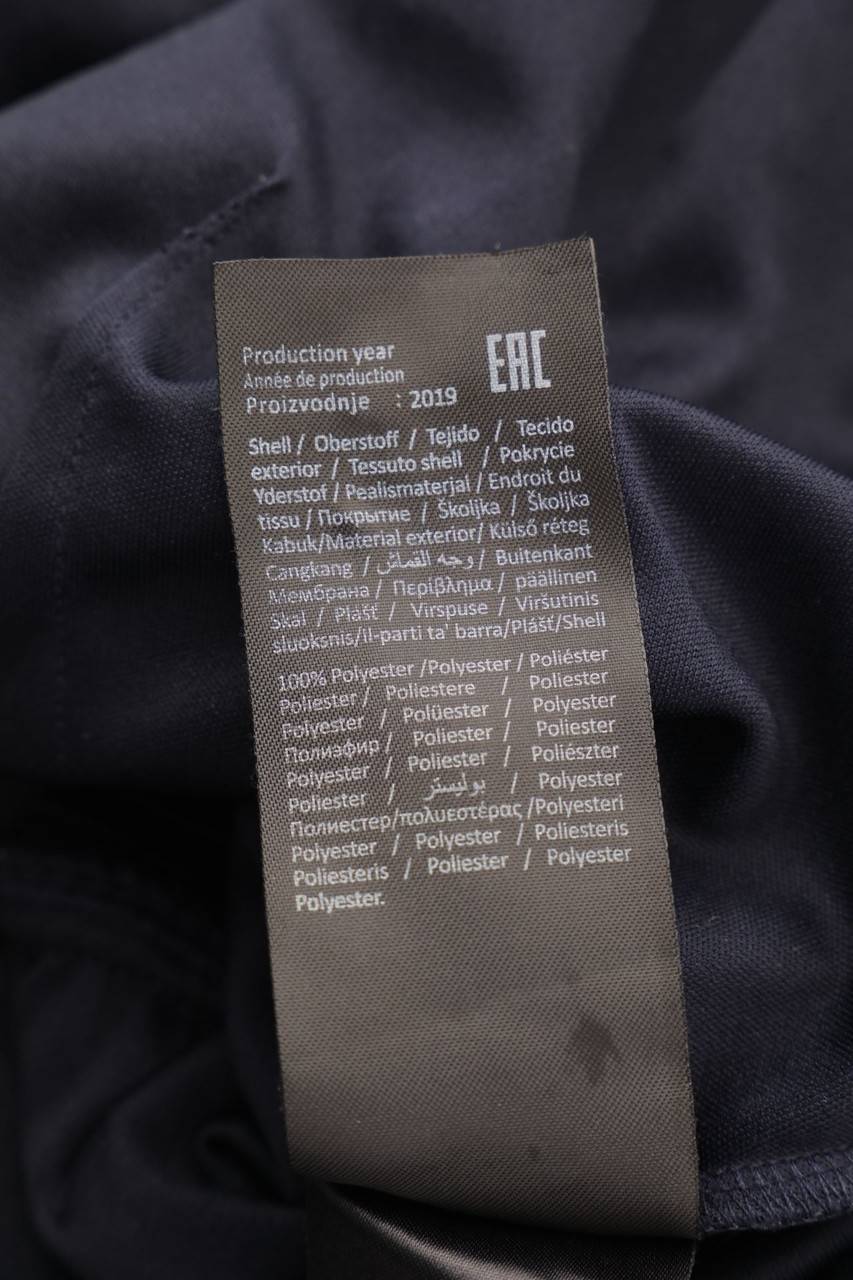 Production year
EAC
Année de production
Proizvodnje : 2019
Shell / Oberstoff / Tejido / Tecido
exterior / Tessuto shell / Pokrycie
Yderstof / Pealismaterjal / Endroit du
tissu / Покрытие / Školjka / Školjka
Kabuk/Material exterior/ Külső réteg
Cangkang / وجه القماش / Buitenkant
Мембрана / Περίβλημα / päällinen
Skal / Plášť / Virspuse / Viršutinis
sluoksnis/il-parti ta' barra/Plášť/Shell
100% Polyester /Polyester / Poliéster
Poliester / Poliestere / Poliester
Polyester / Polüester / Polyester
Полиэфир / Poliester / Poliester
Polyester / Poliester / Poliészter
Poliester / بوليستر / Polyester
Полиестер/πολυεστέρας /Polyesteri
Polyester / Polyester / Poliesteris
Poliesteris / Poliester / Polyester
Polyester.